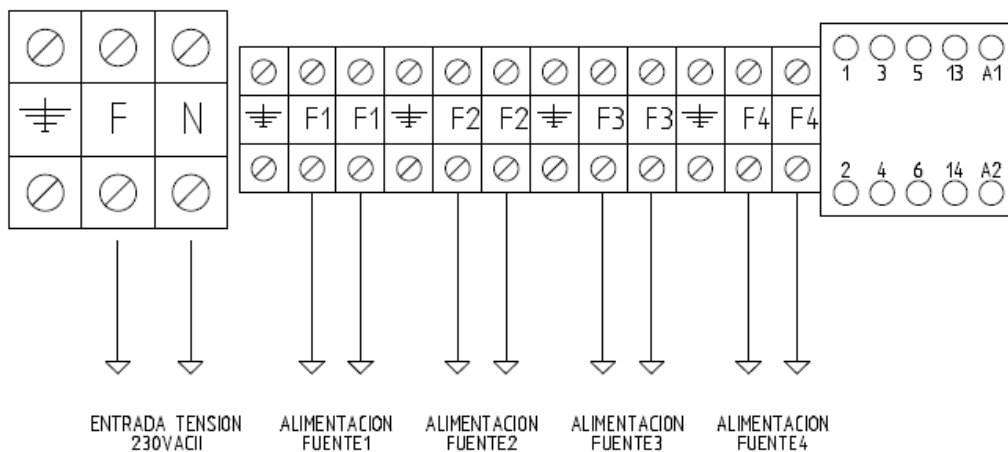 1 3 5 13 A1
F N F1 F1 F2 F2 F3 F3 F4 F4
2 4 6 14 A2
ENTRADA TENSION
230VACII
ALIMENTACION
FUENTE1
ALIMENTACION
FUENTE2
ALIMENTACION
FUENTE3
ALIMENTACION
FUENTE4